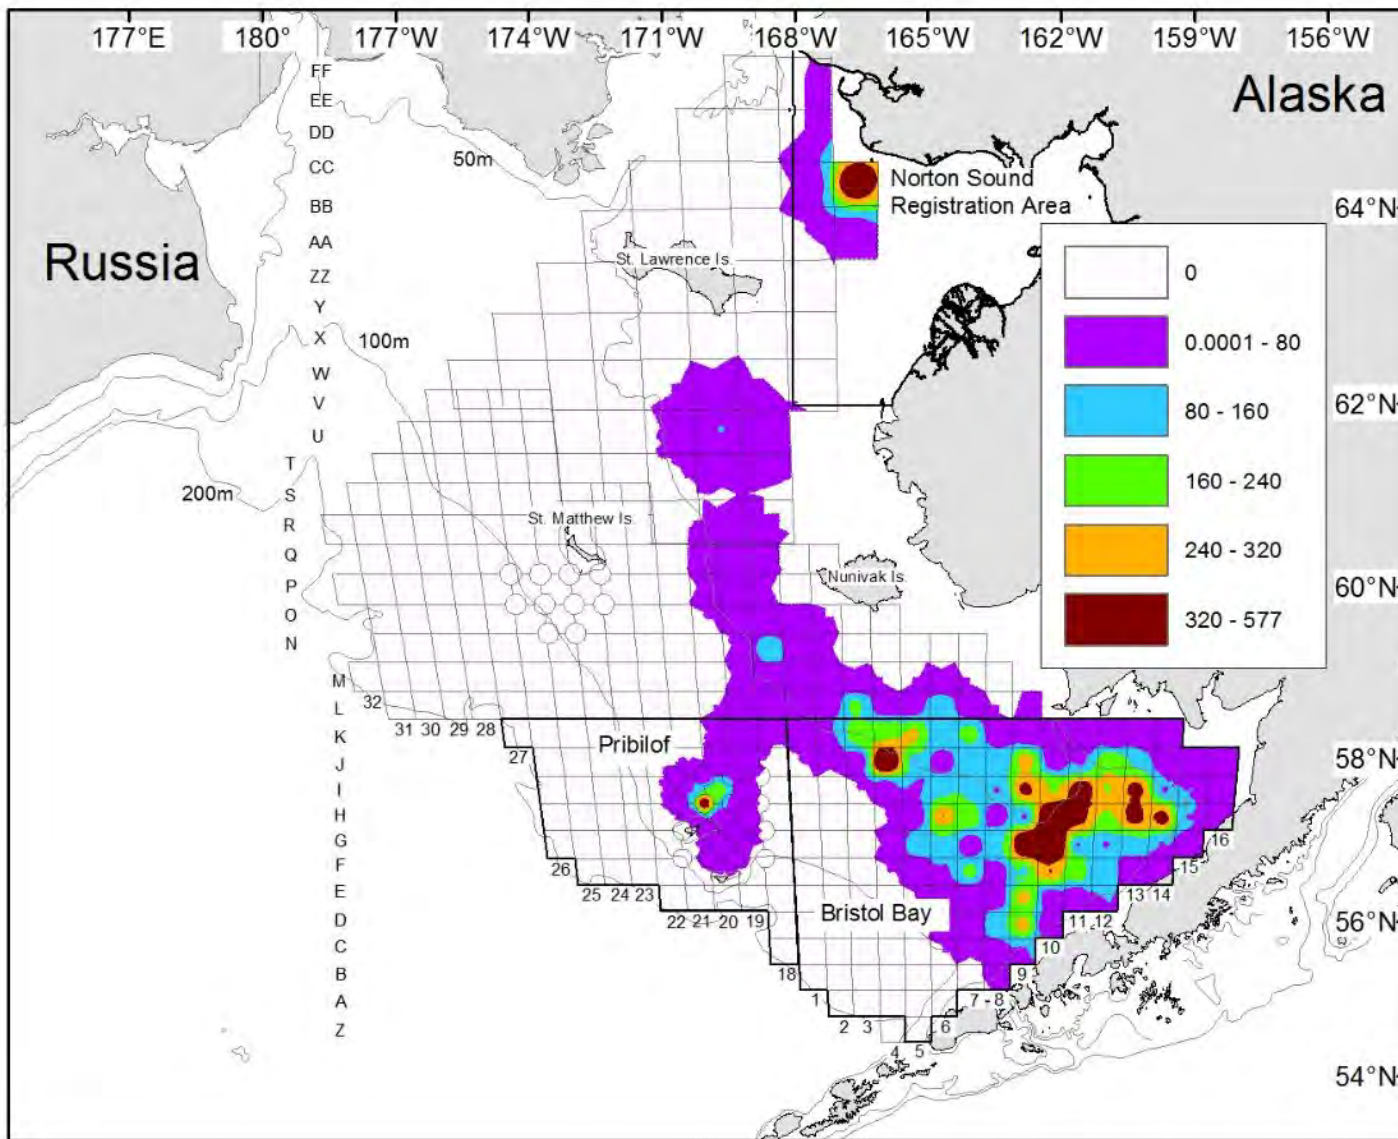 177°E 180° 177°W 174°W 171°W 168°W 165°W 162°W 159°W 156°W
Alaska
Russia
FF
EE
DD
CC
BB
AA
ZZ
Y
X
W
V
U
T
S
R
Q
P
O
N
M
L
K
J
I
H
G
F
E
D
C
B
A
Z
50m
100m
200m
Norton Sound
Registration Area
St. Lawrence Is.
St. Matthew Is.
Nunivak Is.
0
0.0001 - 80
80 - 160
160 - 240
240 - 320
320 - 577
64°N
62°N
60°N
58°N
56°N
54°N
Pribilof
Bristol Bay
32
31 30 29 28
27
26
25 24 23
22 21 20 19
18
1
2 3
4 5
6
7 - 8
9
10
11 12
13 14
15
16